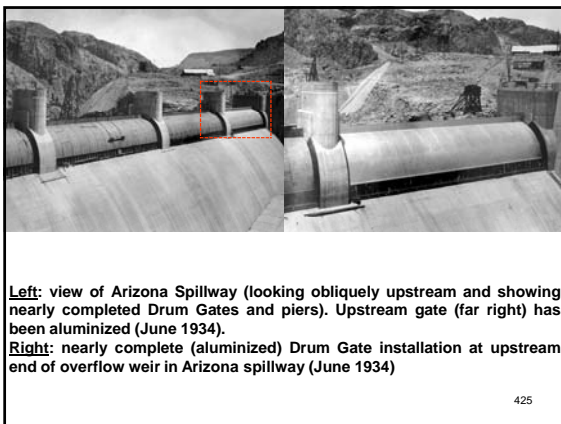 Left: view of Arizona Spillway (looking obliquely upstream and showing
nearly completed Drum Gates and piers). Upstream gate (far right) has
been aluminized (June 1934).
Right: nearly complete (aluminized) Drum Gate installation at upstream
end of overflow weir in Arizona spillway (June 1934)
425